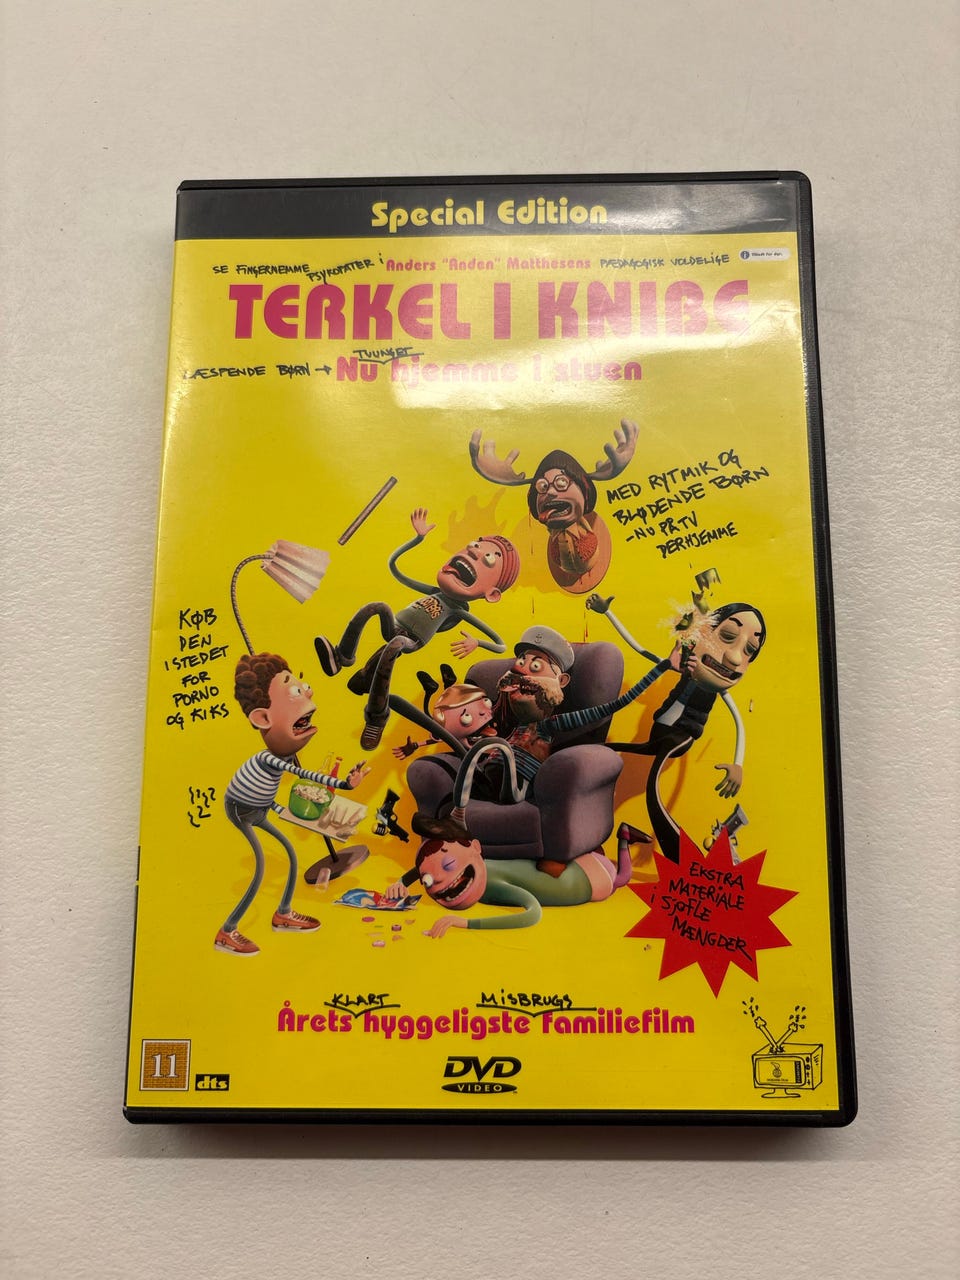 Special Edition
SE FINGERNEMME PSYKOPATER i Anders "Anden" Matthesens PÆDAGOGISK VOLDELIGE
TERKEL I KNIBE
TVUNGET
LÆSPENDE BØRN → Nu hjemme i stuen
MED RYTMIK OG
BLØDENDE BØRN
-NU PR TV
DERHJEMME
KØB
DEN
ISTEDET
FOR
PORNO
OG KIKS
EKSTRA
MATERIALE
i SJOFLE
MÆNGDER
KLART MISBRUGS
Årets hyggeligste familiefilm
11
dts
DVD
VIDEO